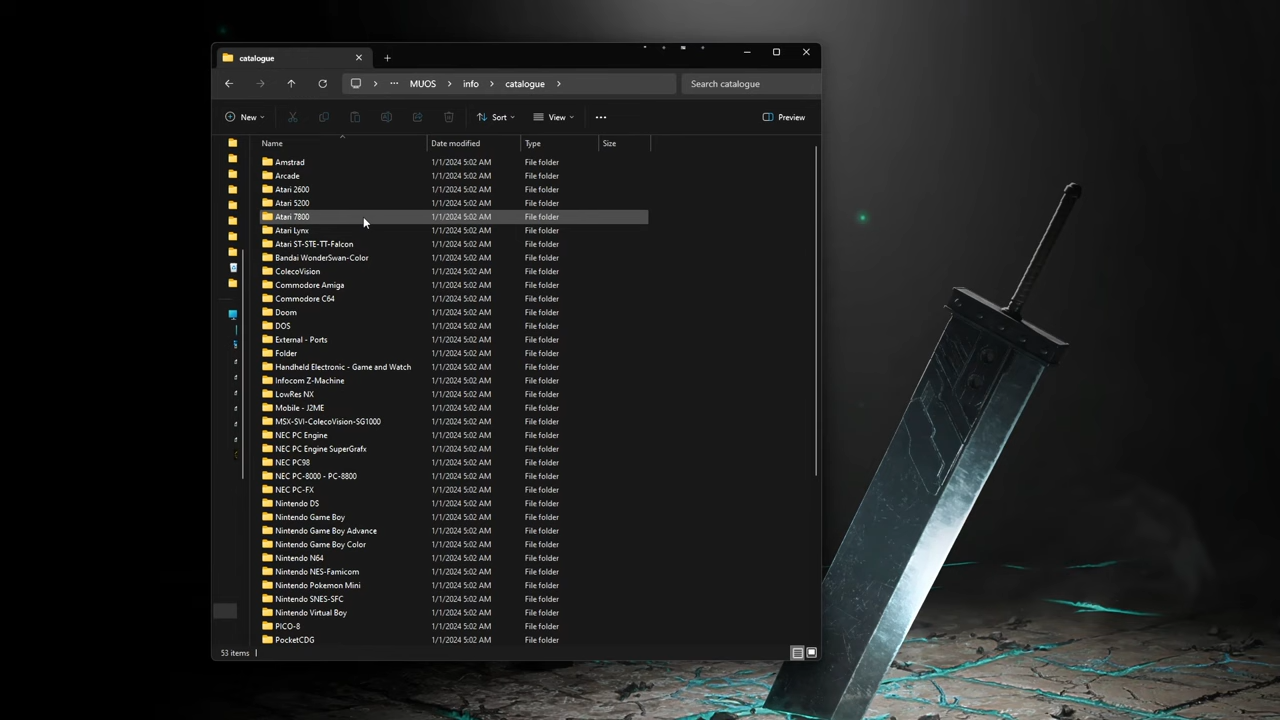 catalogue
MUOS > info > catalogue >
Search catalogue
New Sort View Preview
Name Date modified Type Size
Amstrad 1/1/2024 5:02 AM File folder
Arcade 1/1/2024 5:02 AM File folder
Atari 2600 1/1/2024 5:02 AM File folder
Atari 5200 1/1/2024 5:02 AM File folder
Atari 7800 1/1/2024 5:02 AM File folder
Atari Lynx 1/1/2024 5:02 AM File folder
Atari ST-STE-TT-Falcon 1/1/2024 5:02 AM File folder
Bandai WonderSwan-Color 1/1/2024 5:02 AM File folder
ColecoVision 1/1/2024 5:02 AM File folder
Commodore Amiga 1/1/2024 5:02 AM File folder
Commodore C64 1/1/2024 5:02 AM File folder
Doom 1/1/2024 5:02 AM File folder
DOS 1/1/2024 5:02 AM File folder
External - Ports 1/1/2024 5:02 AM File folder
Folder 1/1/2024 5:02 AM File folder
Handheld Electronic - Game and Watch 1/1/2024 5:02 AM File folder
Infocom Z-Machine 1/1/2024 5:02 AM File folder
LowRes NX 1/1/2024 5:02 AM File folder
Mobile - J2ME 1/1/2024 5:02 AM File folder
MSX-SVI-ColecoVision-SG1000 1/1/2024 5:02 AM File folder
NEC PC Engine 1/1/2024 5:02 AM File folder
NEC PC Engine SuperGrafx 1/1/2024 5:02 AM File folder
NEC PC98 1/1/2024 5:02 AM File folder
NEC PC-8000 - PC-8800 1/1/2024 5:02 AM File folder
NEC PC-FX 1/1/2024 5:02 AM File folder
Nintendo DS 1/1/2024 5:02 AM File folder
Nintendo Game Boy 1/1/2024 5:02 AM File folder
Nintendo Game Boy Advance 1/1/2024 5:02 AM File folder
Nintendo Game Boy Color 1/1/2024 5:02 AM File folder
Nintendo N64 1/1/2024 5:02 AM File folder
Nintendo NES-Famicom 1/1/2024 5:02 AM File folder
Nintendo Pokemon Mini 1/1/2024 5:02 AM File folder
Nintendo SNES-SFC 1/1/2024 5:02 AM File folder
Nintendo Virtual Boy 1/1/2024 5:02 AM File folder
PICO-8 1/1/2024 5:02 AM File folder
PocketCDG 1/1/2024 5:02 AM File folder
53 items